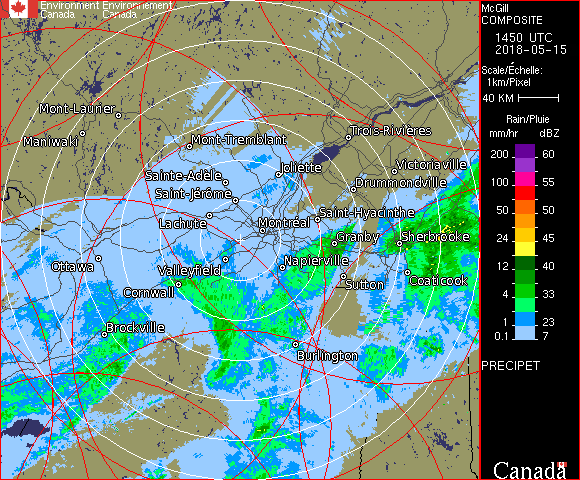 Environment Environnement
Canada Canada
McGill
COMPOSITE
1450 UTC
2018-05-15
Scale/Échelle:
1km/Pixel
40 KM
Rain/Pluie
mm/hr dBZ
200 60
100 55
50 50
24 45
12 40
4 33
1 23
0.1 7
PRECIPET
Canada
Mont-Laurier
Maniwaki
Mont-Tremblant
Trois-Rivières
Sainte-Adèle
Joliette
Victoriaville
Saint-Jérôme
Drummondville
Lachute
Montréal
Saint-Hyacinthe
Granby
Sherbrooke
Ottawa
Valleyfield
Napierville
Cornwall
Sutton
Coaticook
Brockville
Burlington